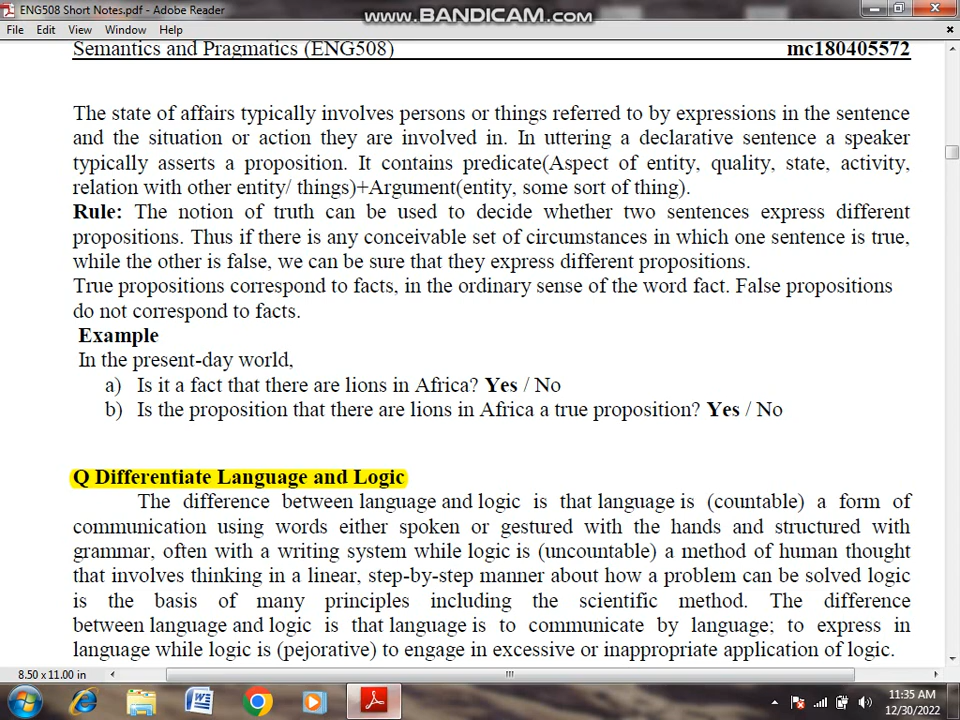 ENG508 Short Notes.pdf - Adobe Reader
www.BANDICAM.com
File Edit View Window Help
Semantics and Pragmatics (ENG508) mc180405572
The state of affairs typically involves persons or things referred to by expressions in the sentence
and the situation or action they are involved in. In uttering a declarative sentence a speaker
typically asserts a proposition. It contains predicate(Aspect of entity, quality, state, activity,
relation with other entity/ things)+Argument(entity, some sort of thing).
Rule: The notion of truth can be used to decide whether two sentences express different
propositions. Thus if there is any conceivable set of circumstances in which one sentence is true,
while the other is false, we can be sure that they express different propositions.
True propositions correspond to facts, in the ordinary sense of the word fact. False propositions
do not correspond to facts.
Example
In the present-day world,
a) Is it a fact that there are lions in Africa? Yes / No
b) Is the proposition that there are lions in Africa a true proposition? Yes / No
Q Differentiate Language and Logic
The difference between language and logic is that language is (countable) a form of
communication using words either spoken or gestured with the hands and structured with
grammar, often with a writing system while logic is (uncountable) a method of human thought
that involves thinking in a linear, step-by-step manner about how a problem can be solved logic
is the basis of many principles including the scientific method. The difference
between language and logic is that language is to communicate by language; to express in
language while logic is (pejorative) to engage in excessive or inappropriate application of logic.
8.50 x 11.00 in
11:35 AM
12/30/2022